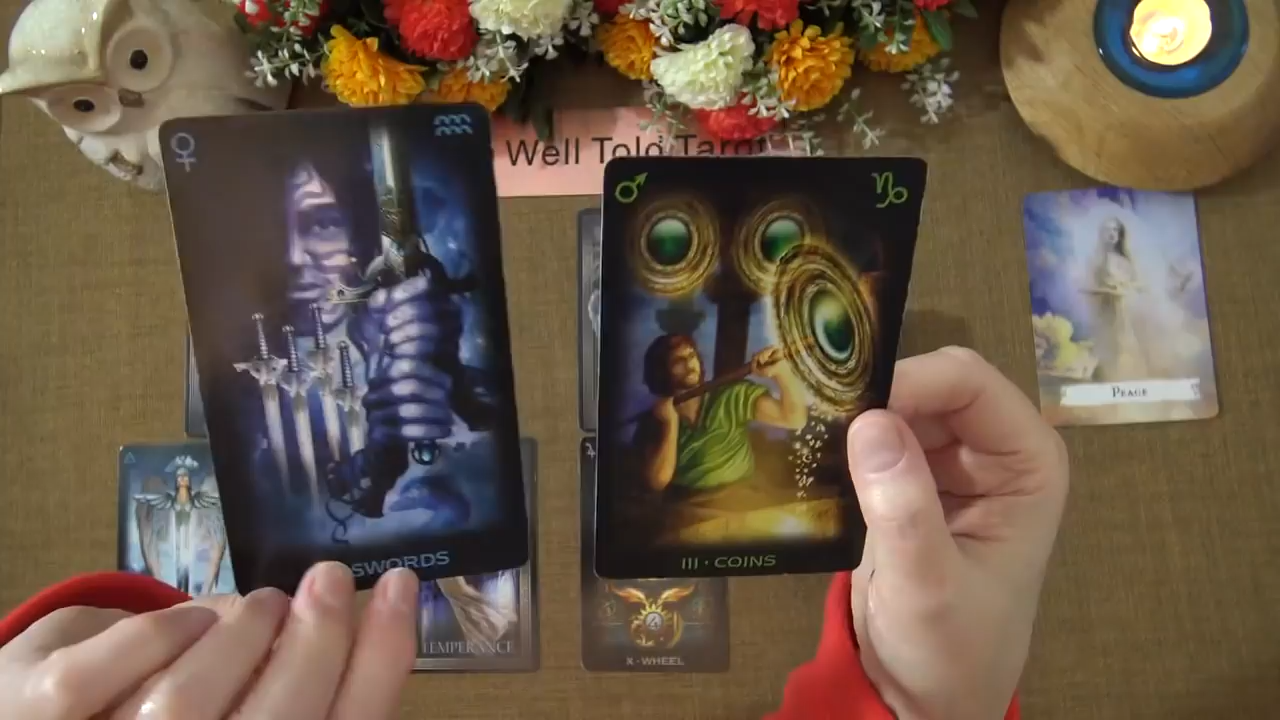 Well Told Tarot
SWORDS
III · COINS
PEACE
TEMPERANCE
X · WHEEL